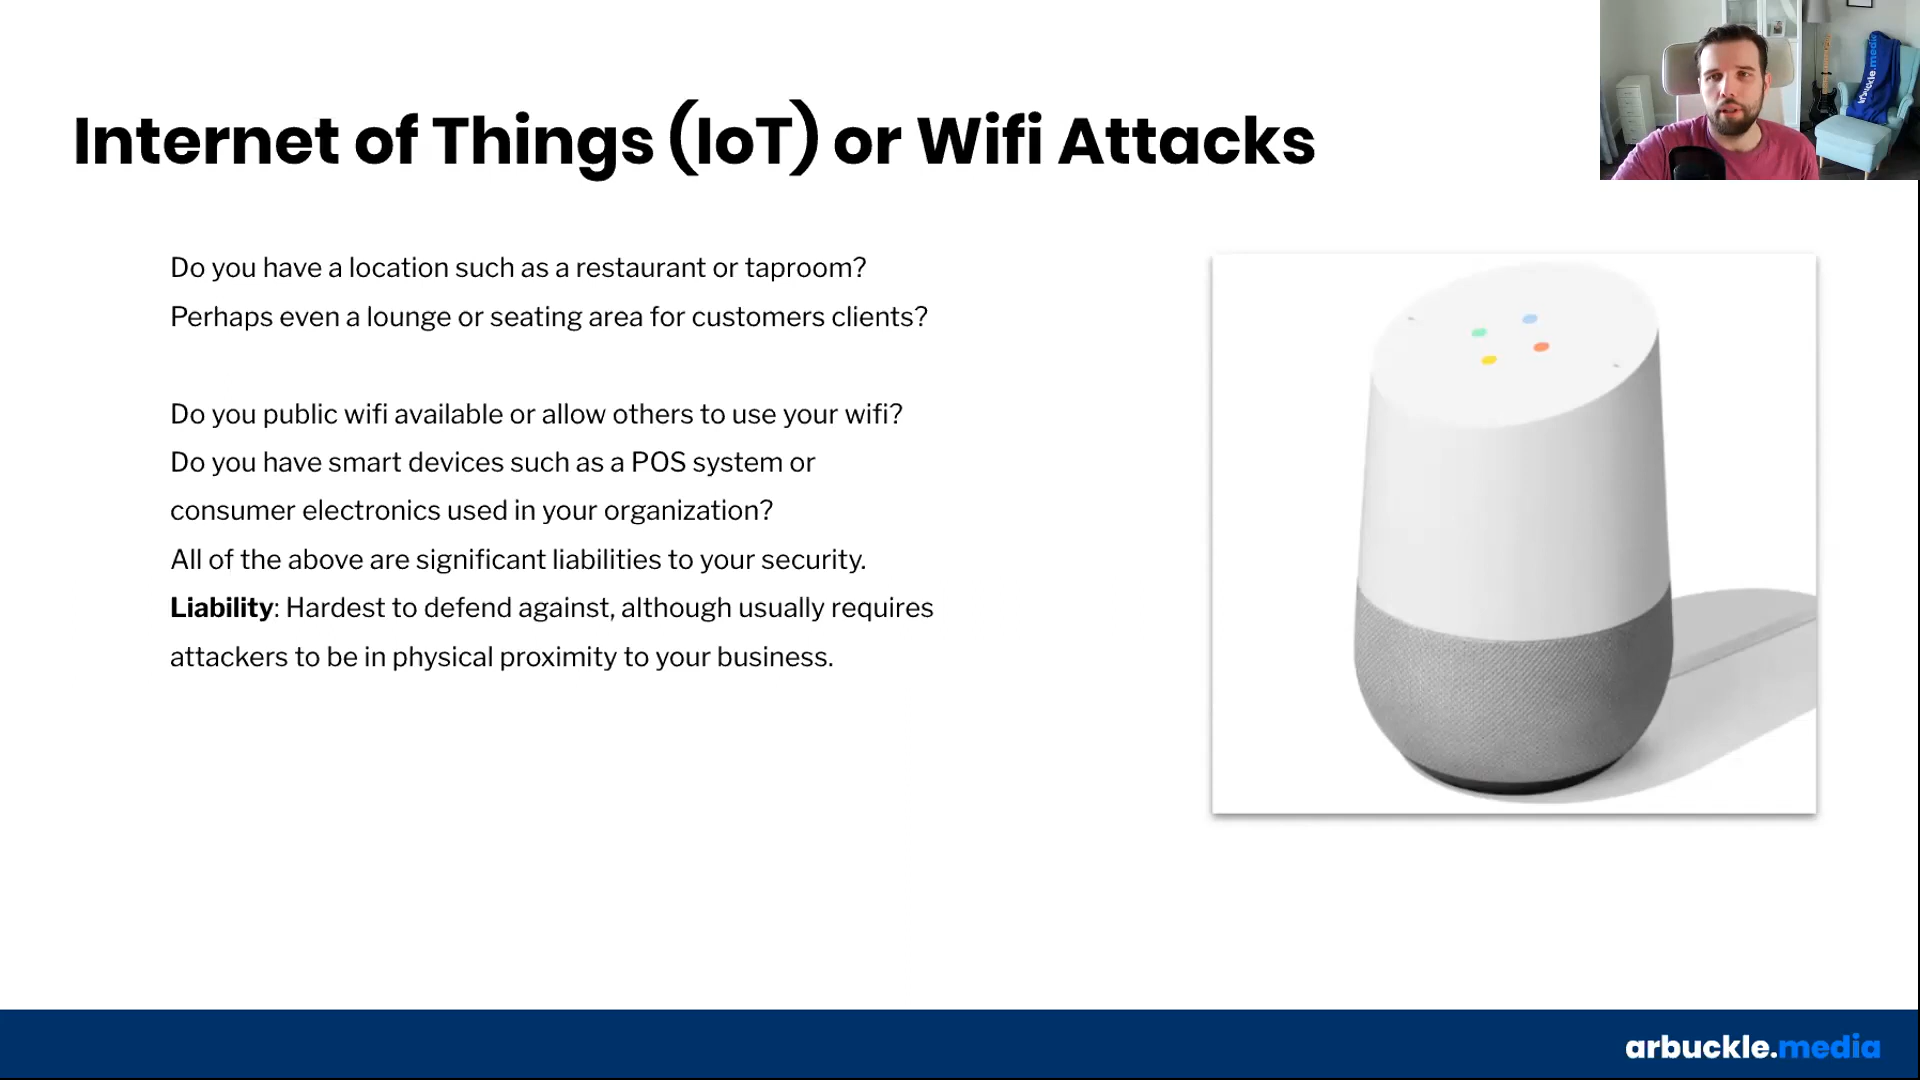 Internet of Things (IoT) or Wifi Attacks
Do you have a location such as a restaurant or taproom?
Perhaps even a lounge or seating area for customers clients?
Do you public wifi available or allow others to use your wifi?
Do you have smart devices such as a POS system or
consumer electronics used in your organization?
All of the above are significant liabilities to your security.
Liability: Hardest to defend against, although usually requires
attackers to be in physical proximity to your business.
arbuckle.media
arbuckle.media